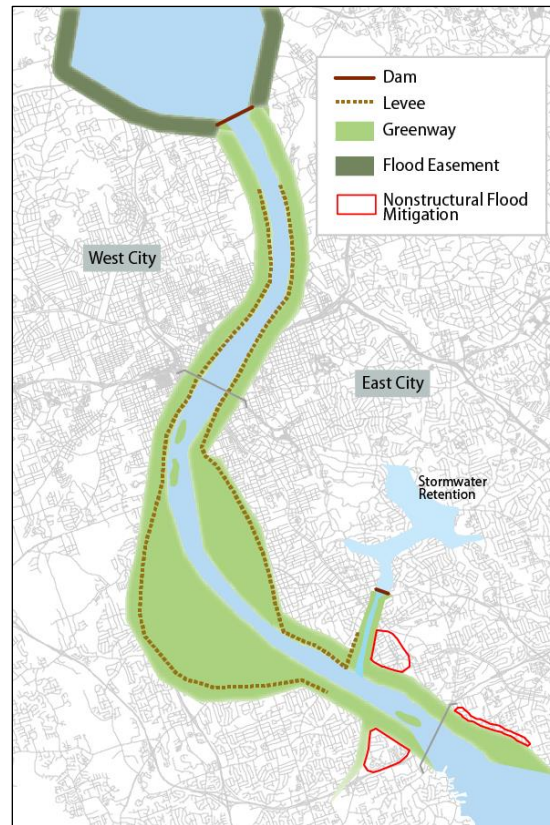 Dam
Levee
Greenway
Flood Easement
Nonstructural Flood
Mitigation
West City
East City
Stormwater
Retention